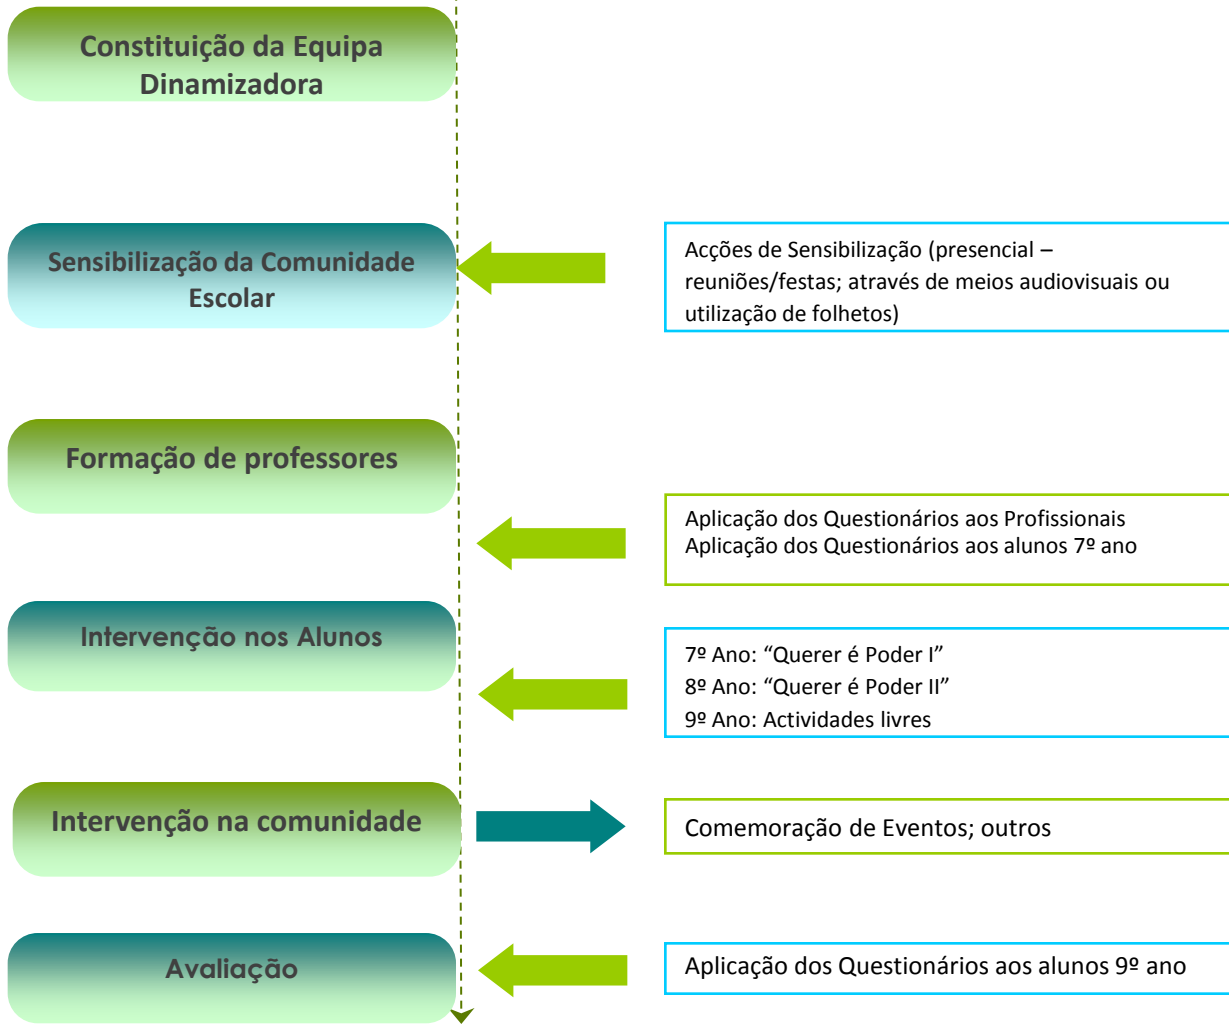 Constituição da Equipa
Dinamizadora
Sensibilização da Comunidade
Escolar
Acções de Sensibilização (presencial –
reuniões/festas; através de meios audiovisuais ou
utilização de folhetos)
Formação de professores
Aplicação dos Questionários aos Profissionais
Aplicação dos Questionários aos alunos 7º ano
Intervenção nos Alunos
7º Ano: “Querer é Poder I”
8º Ano: “Querer é Poder II”
9º Ano: Actividades livres
Intervenção na comunidade
Comemoração de Eventos; outros
Avaliação
Aplicação dos Questionários aos alunos 9º ano